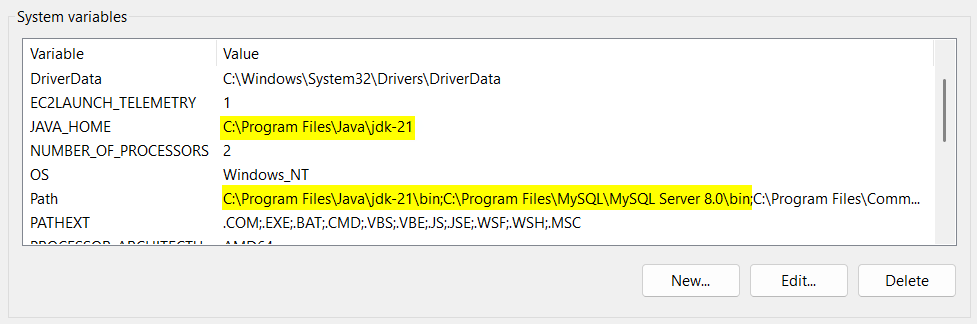 System variables
Variable Value
DriverData C:\Windows\System32\Drivers\DriverData
EC2LAUNCH_TELEMETRY 1
JAVA_HOME C:\Program Files\Java\jdk-21
NUMBER_OF_PROCESSORS 2
OS Windows_NT
Path C:\Program Files\Java\jdk-21\bin;C:\Program Files\MySQL\MySQL Server 8.0\bin;C:\Program Files\Comm...
PATHEXT .COM;.EXE;.BAT;.CMD;.VBS;.VBE;.JS;.JSE;.WSF;.WSH;.MSC
New... Edit... Delete